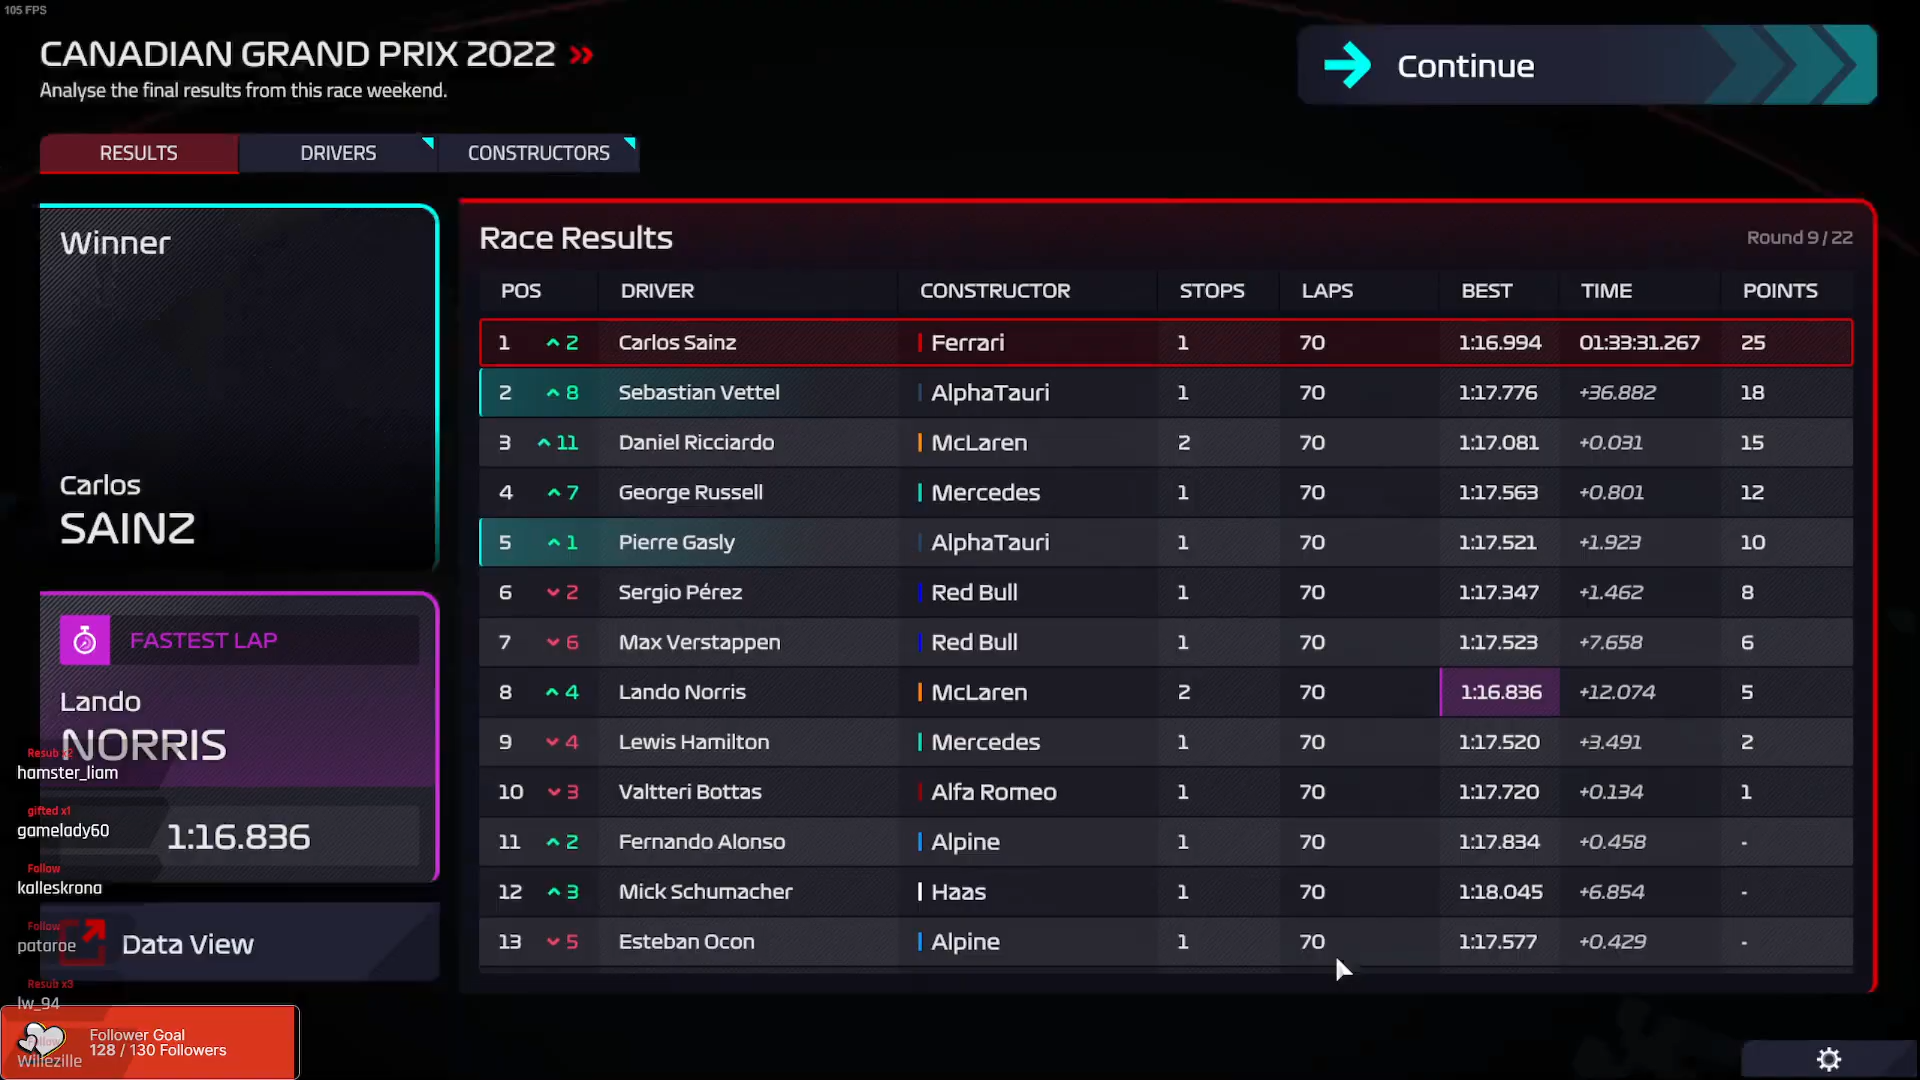 105 FPS
CANADIAN GRAND PRIX 2022
Analyse the final results from this race weekend.
Continue
RESULTS DRIVERS CONSTRUCTORS
Winner
Carlos
SAINZ
FASTEST LAP
Lando
NORRIS
1:16.836
Data View
Race Results
Round 9 / 22
POS DRIVER CONSTRUCTOR STOPS LAPS BEST TIME POINTS
1 2 Carlos Sainz Ferrari 1 70 1:16.994 01:33:31.267 25
2 8 Sebastian Vettel AlphaTauri 1 70 1:17.776 +36.882 18
3 11 Daniel Ricciardo McLaren 2 70 1:17.081 +0.031 15
4 7 George Russell Mercedes 1 70 1:17.563 +0.801 12
5 1 Pierre Gasly AlphaTauri 1 70 1:17.521 +1.923 10
6 2 Sergio Pérez Red Bull 1 70 1:17.347 +1.462 8
7 6 Max Verstappen Red Bull 1 70 1:17.523 +7.658 6
8 4 Lando Norris McLaren 2 70 1:16.836 +12.074 5
9 4 Lewis Hamilton Mercedes 1 70 1:17.520 +3.491 2
10 3 Valtteri Bottas Alfa Romeo 1 70 1:17.720 +0.134 1
11 2 Fernando Alonso Alpine 1 70 1:17.834 +0.458 -
12 3 Mick Schumacher Haas 1 70 1:18.045 +6.854 -
13 5 Esteban Ocon Alpine 1 70 1:17.577 +0.429 -
Resub x2
hamster_liam
gifted x1
gamelady60
Follow
kalleskrona
Follow
pataroe
Resub x3
lw_94
Follow
Willezille
Follower Goal
128 / 130 Followers